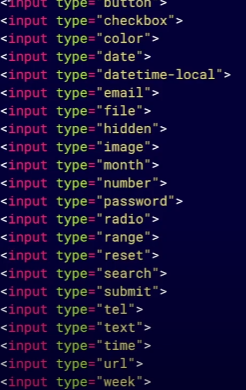 <input type="button">
<input type="checkbox">
<input type="color">
<input type="date">
<input type="datetime-local">
<input type="email">
<input type="file">
<input type="hidden">
<input type="image">
<input type="month">
<input type="number">
<input type="password">
<input type="radio">
<input type="range">
<input type="reset">
<input type="search">
<input type="submit">
<input type="tel">
<input type="text">
<input type="time">
<input type="url">
<input type="week">